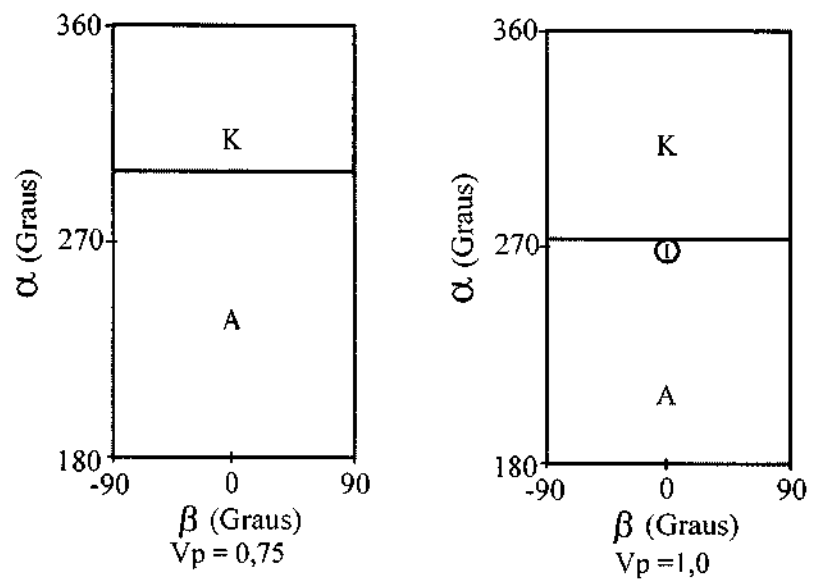 360
K
270
A
180
-90 0 90
α (Graus)
β (Graus)
Vp = 0,75
360
K
270
I
A
180
-90 0 90
α (Graus)
β (Graus)
Vp =1,0